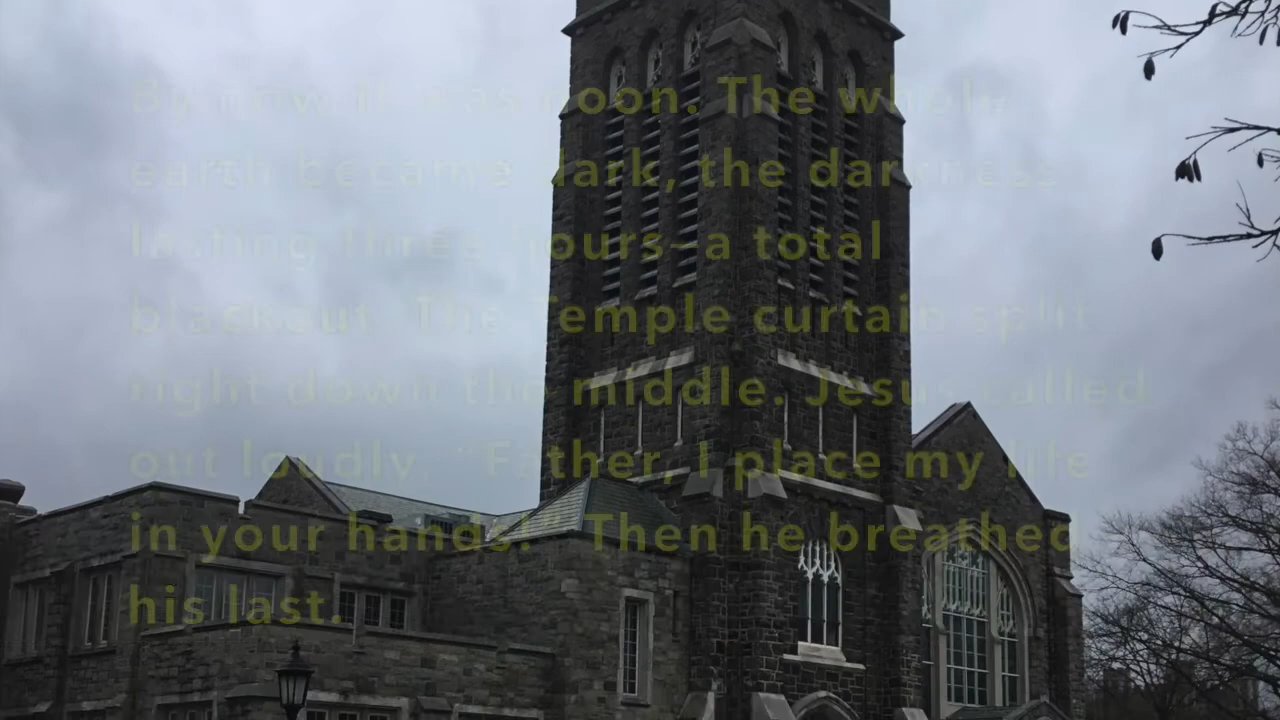 By now it was noon. The whole
earth became dark, the darkness
lasting three hours–a total
blackout. The Temple curtain split
right down the middle. Jesus called
out loudly, “Father, I place my life
in your hands!” Then he breathed
his last.